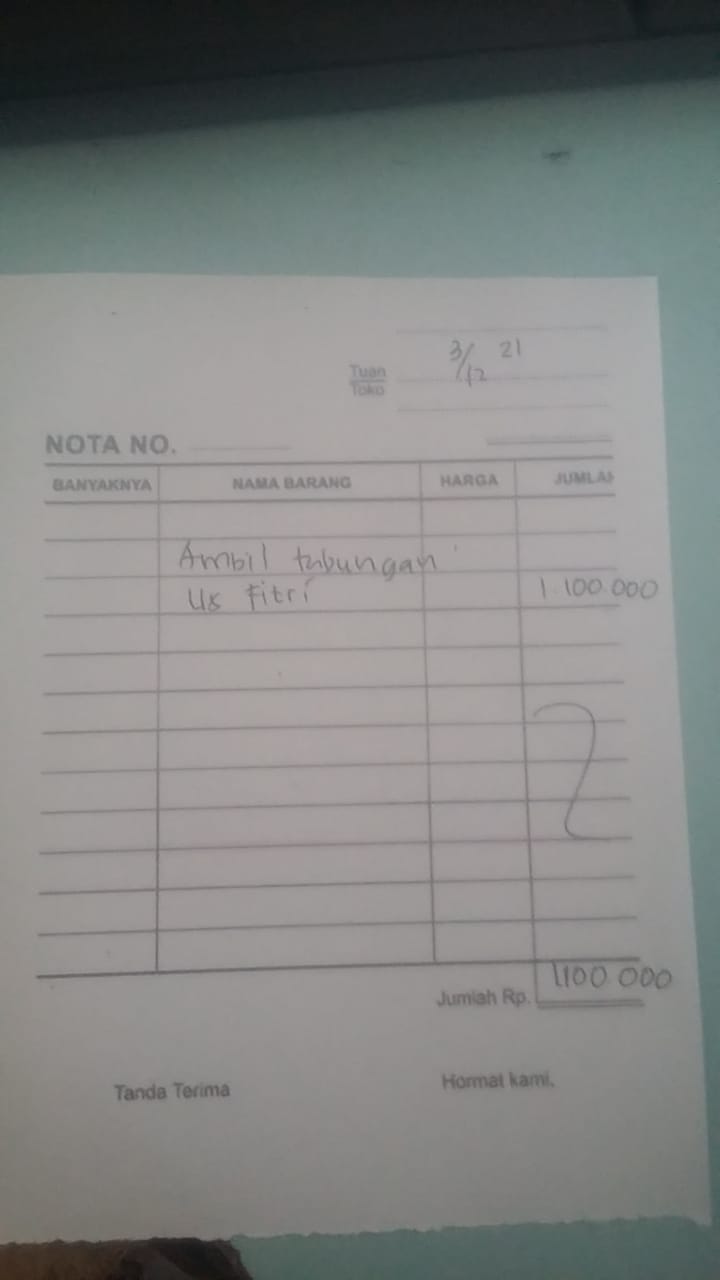 3/12 21
Tuan
Toko
NOTA NO.
BANYAKNYA NAMA BARANG HARGA JUMLAH
Ambil tabungan
Us Fitri 1.100.000
Jumlah Rp. 1100 000
Tanda Terima Hormat kami,